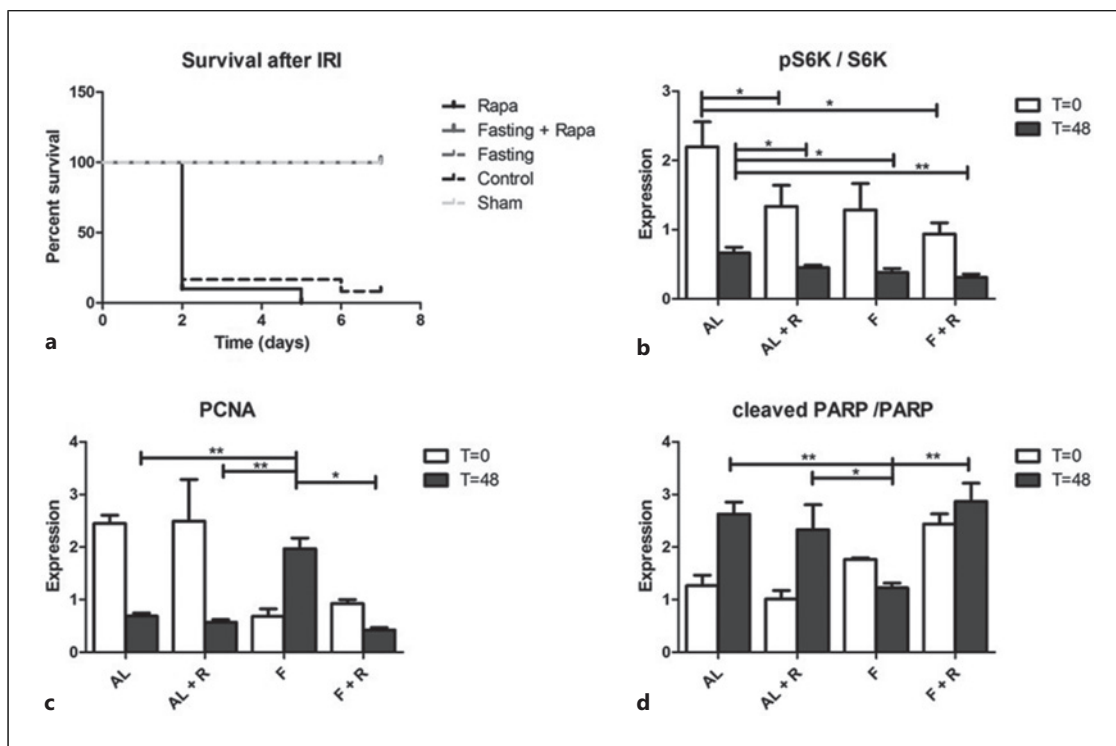 Survival after IRI
150
100
50
0
Percent survival
0 2 4 6 8
Time (days)
Rapa
Fasting + Rapa
Fasting
Control
Sham
a
pS6K / S6K
3
2
1
0
Expression
* *
* * **
AL AL + R F F + R
T=0
T=48
b
PCNA
4
3
2
1
0
Expression
** ** *
AL AL + R F F + R
T=0
T=48
c
cleaved PARP /PARP
4
3
2
1
0
Expression
** * **
AL AL + R F F + R
T=0
T=48
d